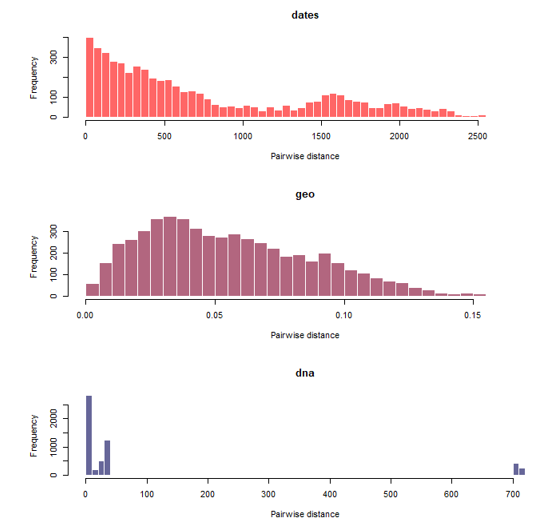 dates
Frequency
0 100 300
0 500 1000 1500 2000 2500
Pairwise distance
geo
Frequency
0 100 200 300
0.00 0.05 0.10 0.15
Pairwise distance
dna
Frequency
0 1000 2000
0 100 200 300 400 500 600 700
Pairwise distance